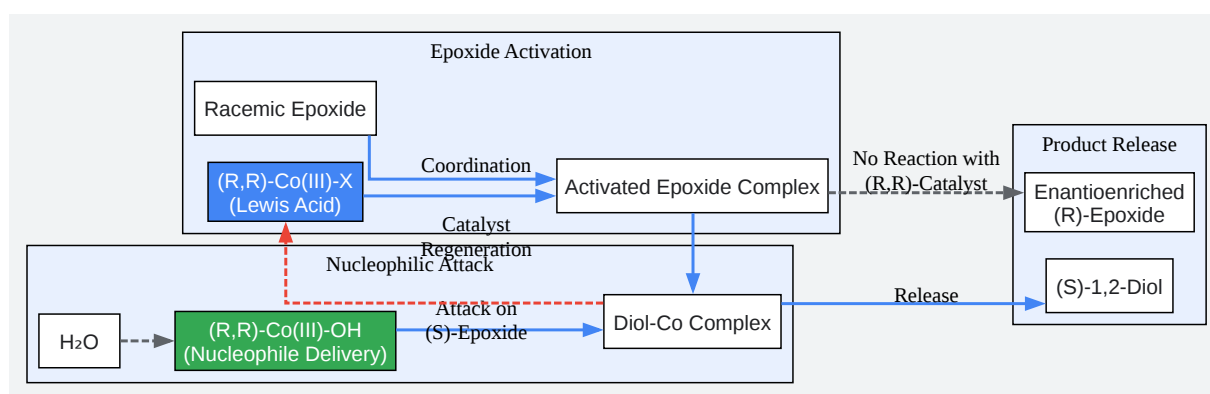 Epoxide Activation
Racemic Epoxide
(R,R)-Co(III)-X
(Lewis Acid)
Coordination
Activated Epoxide Complex
No Reaction with
(R,R)-Catalyst
Product Release
Enantioenriched
(R)-Epoxide
(S)-1,2-Diol
Catalyst
Regeneration
Nucleophilic Attack
H₂O
(R,R)-Co(III)-OH
(Nucleophile Delivery)
Attack on
(S)-Epoxide
Diol-Co Complex
Release